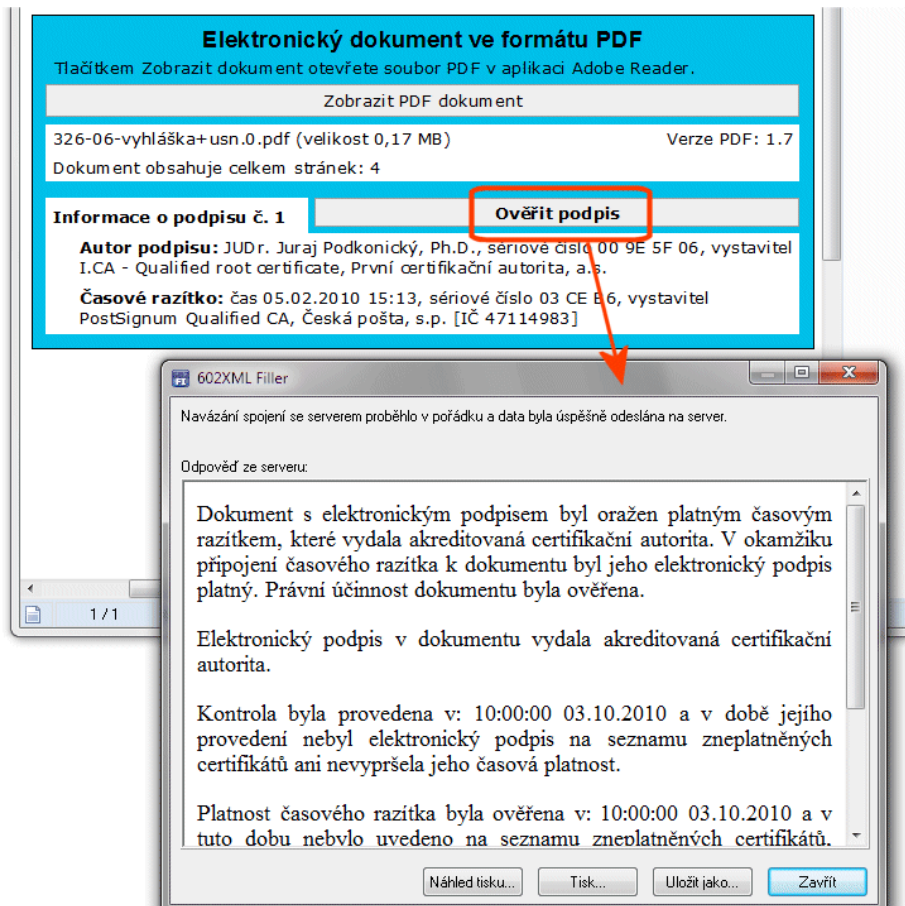 Elektronický dokument ve formátu PDF
Tlačítkem Zobrazit dokument otevřete soubor PDF v aplikaci Adobe Reader.
Zobrazit PDF dokument
326-06-vyhláška+usn.0.pdf (velikost 0,17 MB) Verze PDF: 1.7
Dokument obsahuje celkem stránek: 4
Informace o podpisu č. 1 Ověřit podpis
Autor podpisu: JUDr. Juraj Podkonický, Ph.D., sériové číslo 00 9E 5F 06, vystavitel
I.CA - Qualified root certificate, První certifikační autorita, a.s.
Časové razítko: čas 05.02.2010 15:13, sériové číslo 03 CE E6, vystavitel
PostSignum Qualified CA, Česká pošta, s.p. [IČ 47114983]
602XML Filler
Navázání spojení se serverem proběhlo v pořádku a data byla úspěšně odeslána na server.
Odpověď ze serveru:
Dokument s elektronickým podpisem byl oražen platným časovým
razítkem, které vydala akreditovaná certifikační autorita. V okamžiku
připojení časového razítka k dokumentu byl jeho elektronický podpis
platný. Právní účinnost dokumentu byla ověřena.
Elektronický podpis v dokumentu vydala akreditovaná certifikační
autorita.
Kontrola byla provedena v: 10:00:00 03.10.2010 a v době jejího
provedení nebyl elektronický podpis na seznamu zneplatněných
certifikátů ani nevypršela jeho časová platnost.
Platnost časového razítka byla ověřena v: 10:00:00 03.10.2010 a v
tuto dobu nebylo uvedeno na seznamu zneplatněných certifikátů,
1 / 1
Náhled tisku... Tisk... Uložit jako... Zavřít